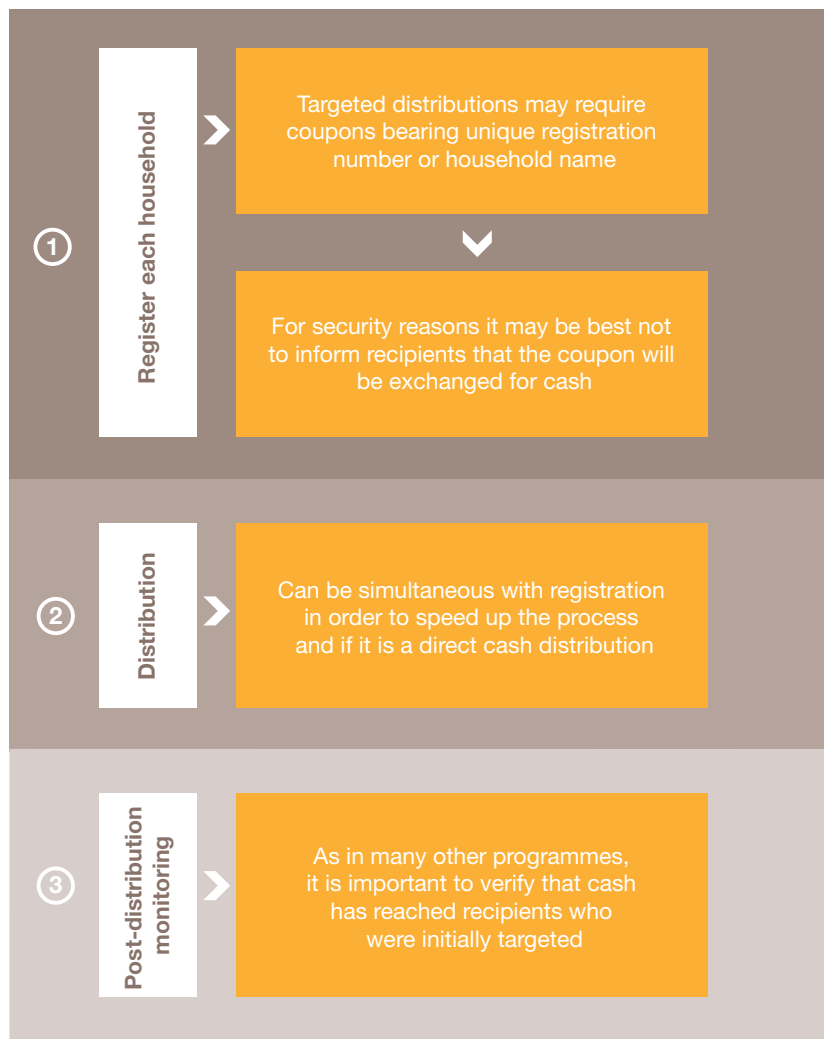 1
Register each household
Targeted distributions may require
coupons bearing unique registration
number or household name
For security reasons it may be best not
to inform recipients that the coupon will
be exchanged for cash
2
Distribution
Can be simultaneous with registration
in order to speed up the process
and if it is a direct cash distribution
3
Post-distribution
monitoring
As in many other programmes,
it is important to verify that cash
has reached recipients who
were initially targeted